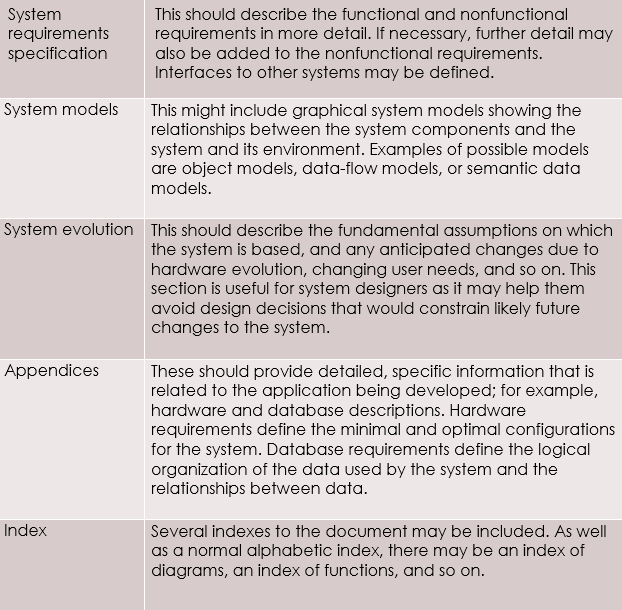 System
requirements
specification
This should describe the functional and nonfunctional
requirements in more detail. If necessary, further detail may
also be added to the nonfunctional requirements.
Interfaces to other systems may be defined.
System models
This might include graphical system models showing the
relationships between the system components and the
system and its environment. Examples of possible models
are object models, data-flow models, or semantic data
models.
System evolution
This should describe the fundamental assumptions on which
the system is based, and any anticipated changes due to
hardware evolution, changing user needs, and so on. This
section is useful for system designers as it may help them
avoid design decisions that would constrain likely future
changes to the system.
Appendices
These should provide detailed, specific information that is
related to the application being developed; for example,
hardware and database descriptions. Hardware
requirements define the minimal and optimal configurations
for the system. Database requirements define the logical
organization of the data used by the system and the
relationships between data.
Index
Several indexes to the document may be included. As well
as a normal alphabetic index, there may be an index of
diagrams, an index of functions, and so on.